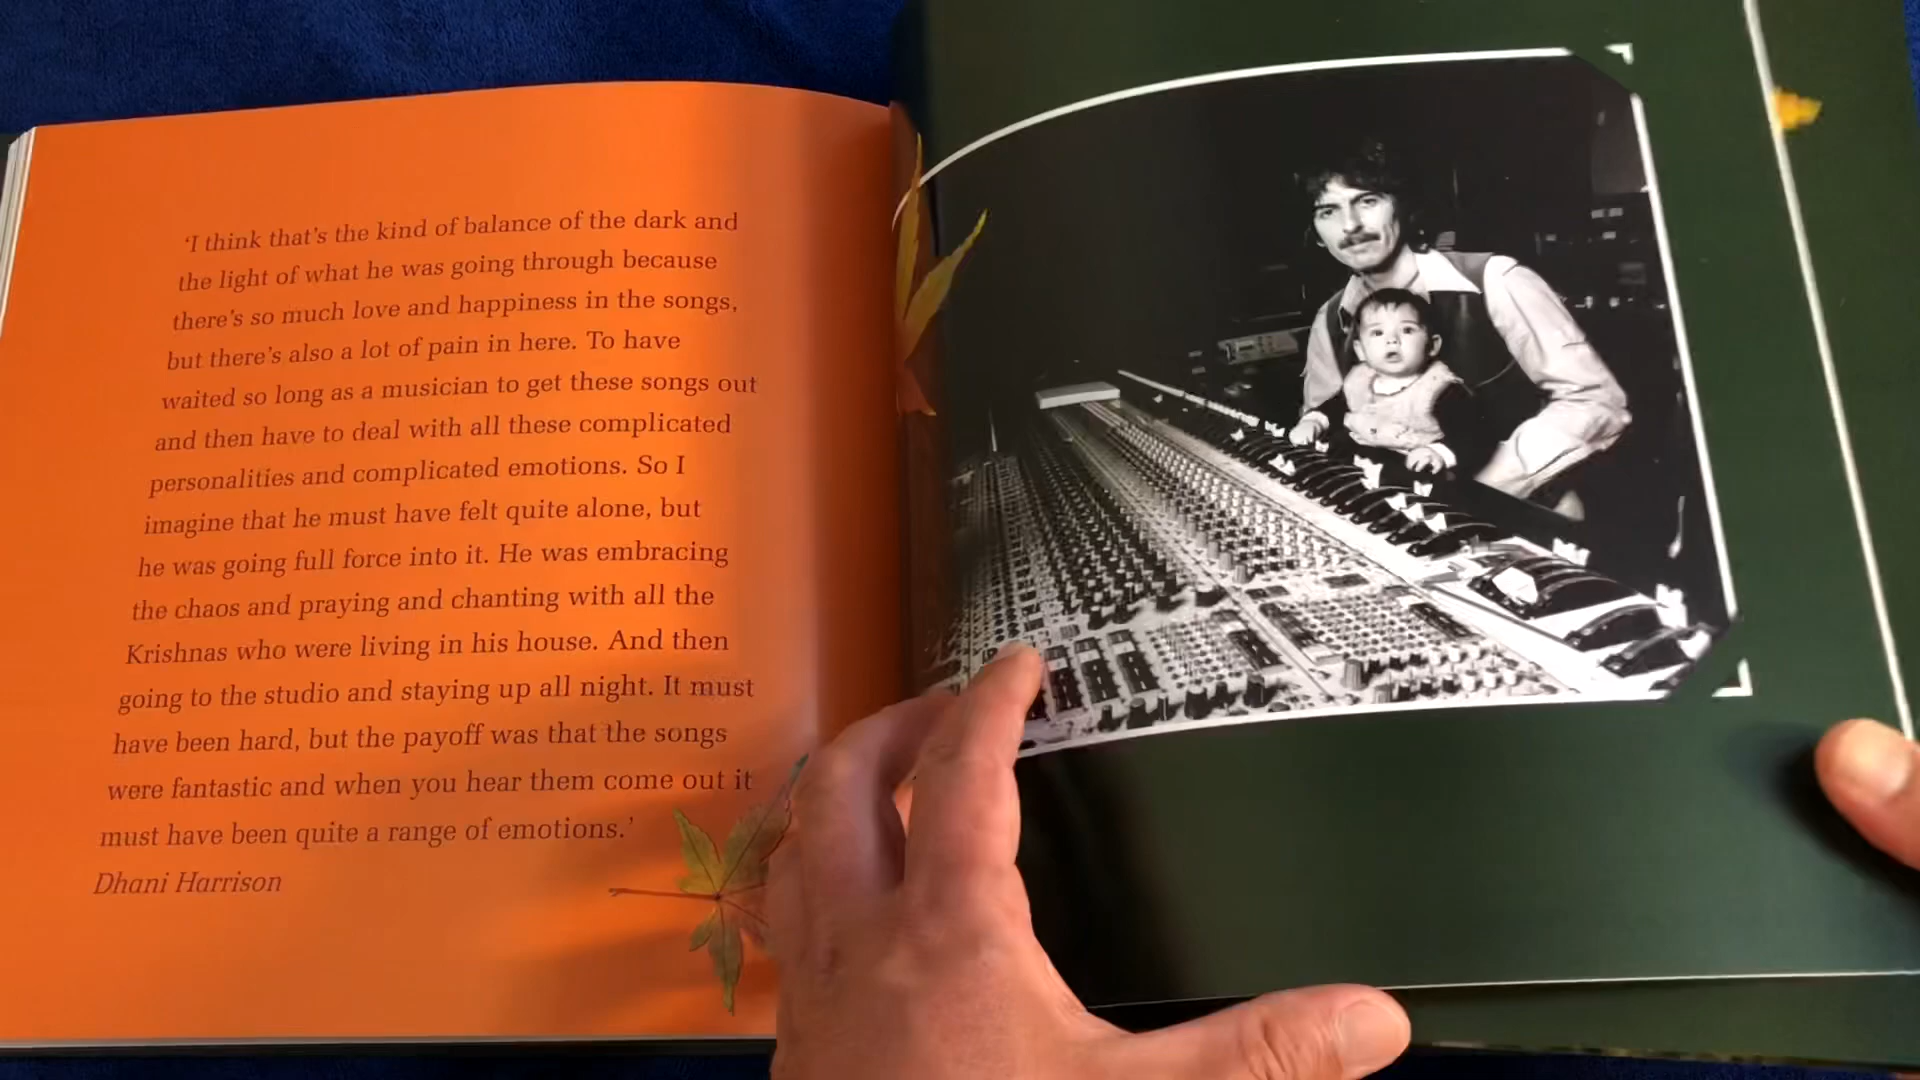 ‘I think that’s the kind of balance of the dark and
the light of what he was going through because
there’s so much love and happiness in the songs,
but there’s also a lot of pain in here. To have
waited so long as a musician to get these songs out
and then have to deal with all these complicated
personalities and complicated emotions. So I
imagine that he must have felt quite alone, but
he was going full force into it. He was embracing
the chaos and praying and chanting with all the
Krishnas who were living in his house. And then
going to the studio and staying up all night. It must
have been hard, but the payoff was that the songs
were fantastic and when you hear them come out it
must have been quite a range of emotions.’
Dhani Harrison